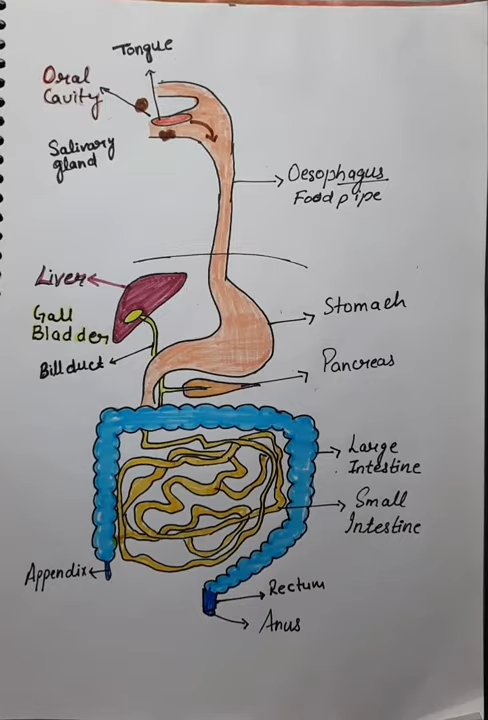 Tongue
Oral
Cavity
Salivary
gland
Oesophagus
Food pipe
Liver
Gall
Bladder
Bill duct
Stomach
Pancreas
Large
Intestine
Small
Intestine
Appendix
Rectum
Anus